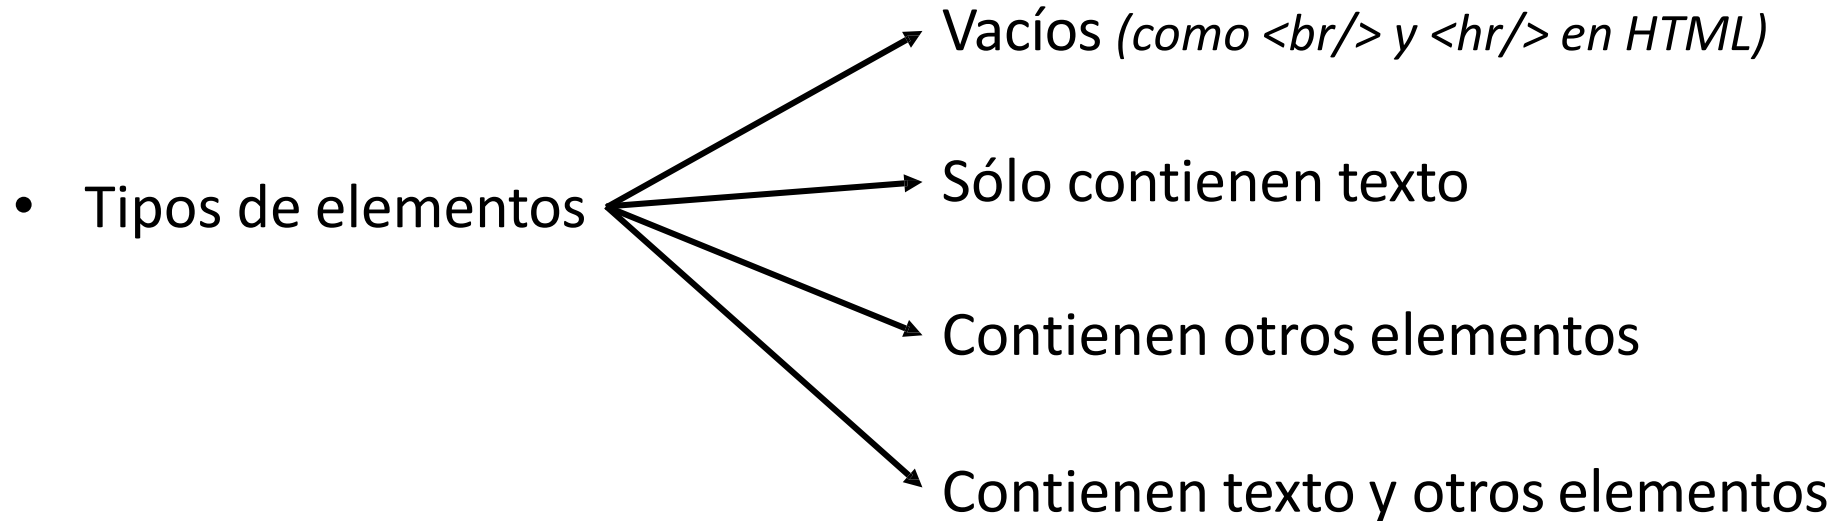 Vacíos (como <br/> y <hr/> en HTML)
Sólo contienen texto
• Tipos de elementos
Contienen otros elementos
Contienen texto y otros elementos